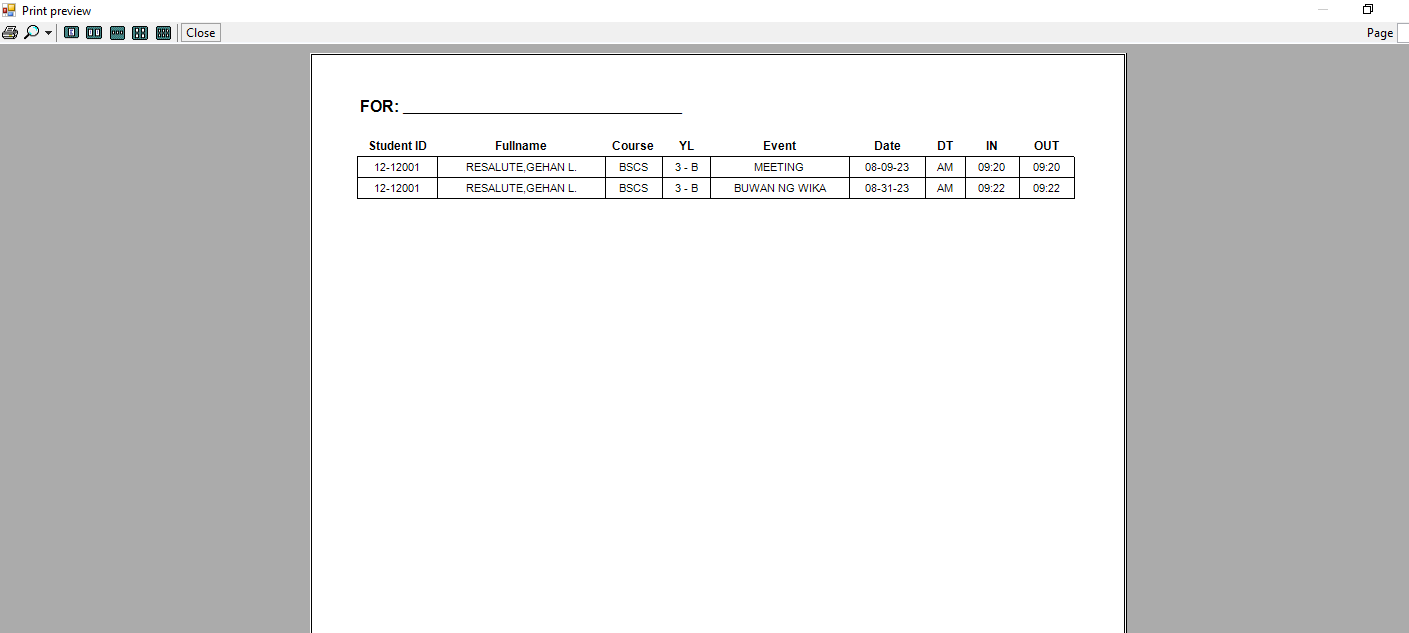 Print preview
Close
Page
FOR: _______________________________
Student ID Fullname Course YL Event Date DT IN OUT
12-12001 RESALUTE,GEHAN L. BSCS 3 - B MEETING 08-09-23 AM 09:20 09:20
12-12001 RESALUTE,GEHAN L. BSCS 3 - B BUWAN NG WIKA 08-31-23 AM 09:22 09:22